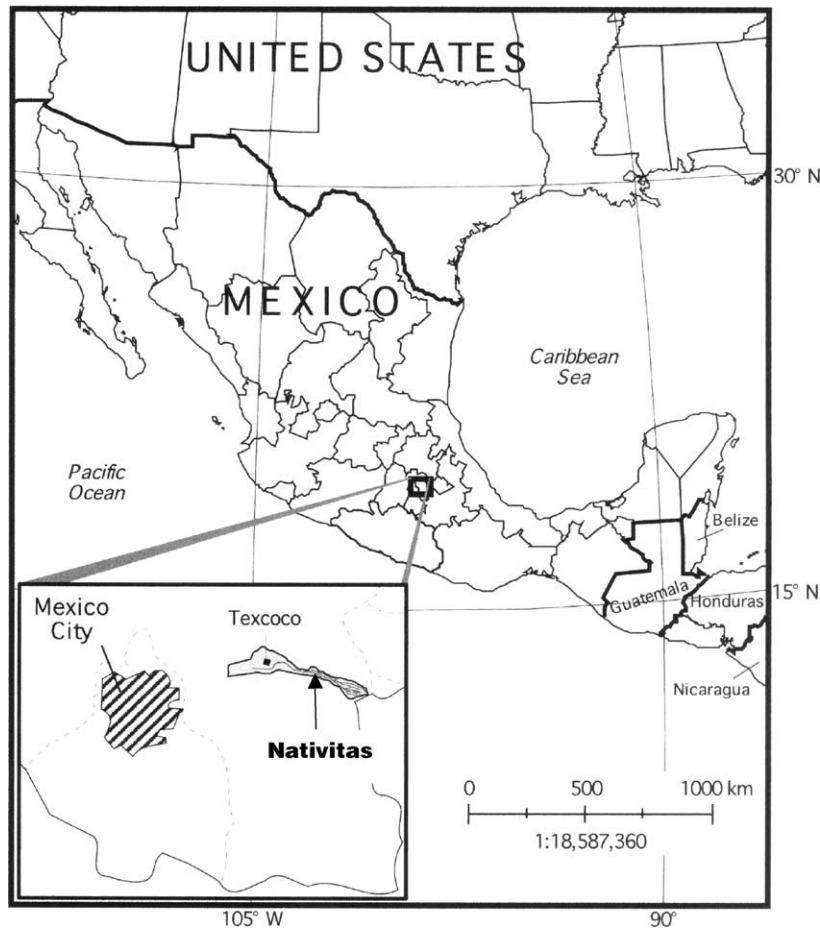 UNITED STATES
30° N
MEXICO
Caribbean
Sea
Pacific
Ocean
Belize
15° N
Guatemala
Honduras
Nicaragua
Mexico
City
Texcoco
Nativitas
0 500 1000 km
1:18,587,360
105° W 90°